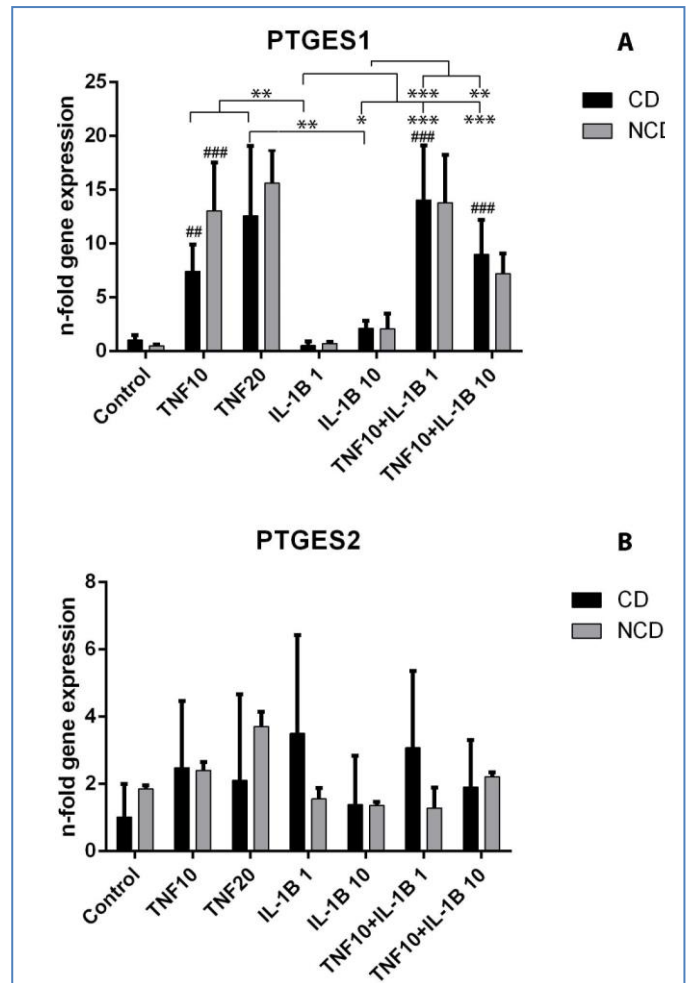 PTGES1
A
CD
NC
n-fold gene expression
25
20
15
10
5
0
**
***
**
**
*
***
***
##
###
###
###
Control
TNF10
TNF20
IL-1B 1
IL-1B 10
TNF10+IL-1B 1
TNF10+IL-1B 10
PTGES2
B
CD
NCD
n-fold gene expression
8
6
4
2
0
Control
TNF10
TNF20
IL-1B 1
IL-1B 10
TNF10+IL-1B 1
TNF10+IL-1B 10